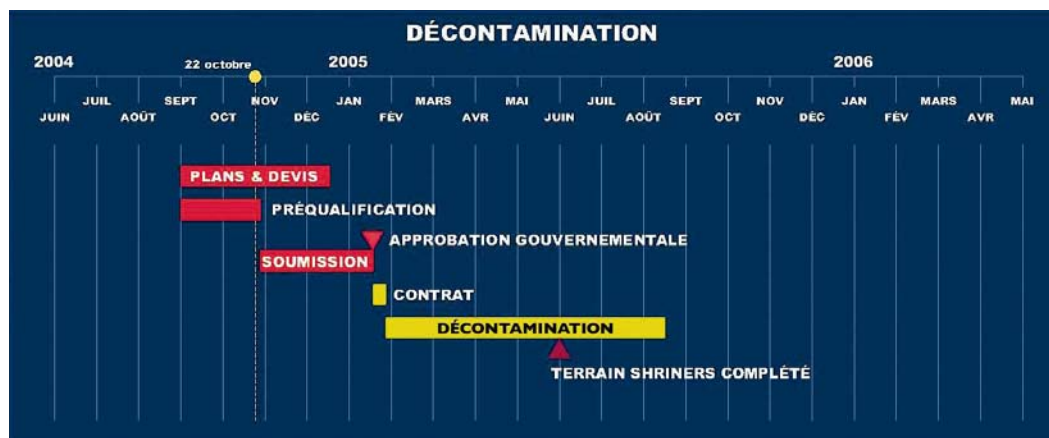 DÉCONTAMINATION
2004 22 octobre 2005 2006
JUIL SEPT NOV JAN MARS MAI JUIL SEPT NOV JAN MARS MAI
JUIN AOÛT OCT DÉC FÉV AVR JUIN AOÛT OCT DÉC FÉV AVR
PLANS & DEVIS
PRÉQUALIFICATION
APPROBATION GOUVERNEMENTALE
SOUMISSION
CONTRAT
DÉCONTAMINATION
TERRAIN SHRINERS COMPLÉTÉ